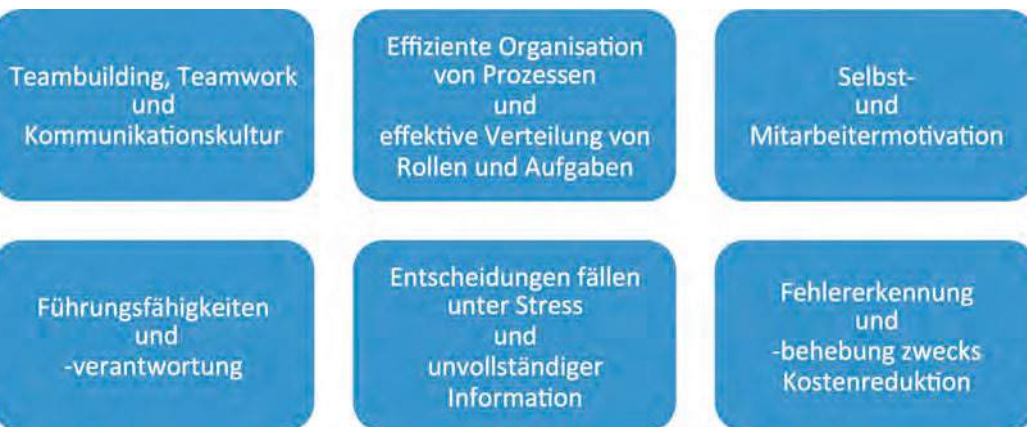 Teambuilding, Teamwork
und
Kommunikationskultur
Effiziente Organisation
von Prozessen
und
effektive Verteilung von
Rollen und Aufgaben
Selbst-
und
Mitarbeitermotivation
Führungsfähigkeiten
und
-verantwortung
Entscheidungen fällen
unter Stress
und
unvollständiger
Information
Fehlererkennung
und
-behebung zwecks
Kostenreduktion